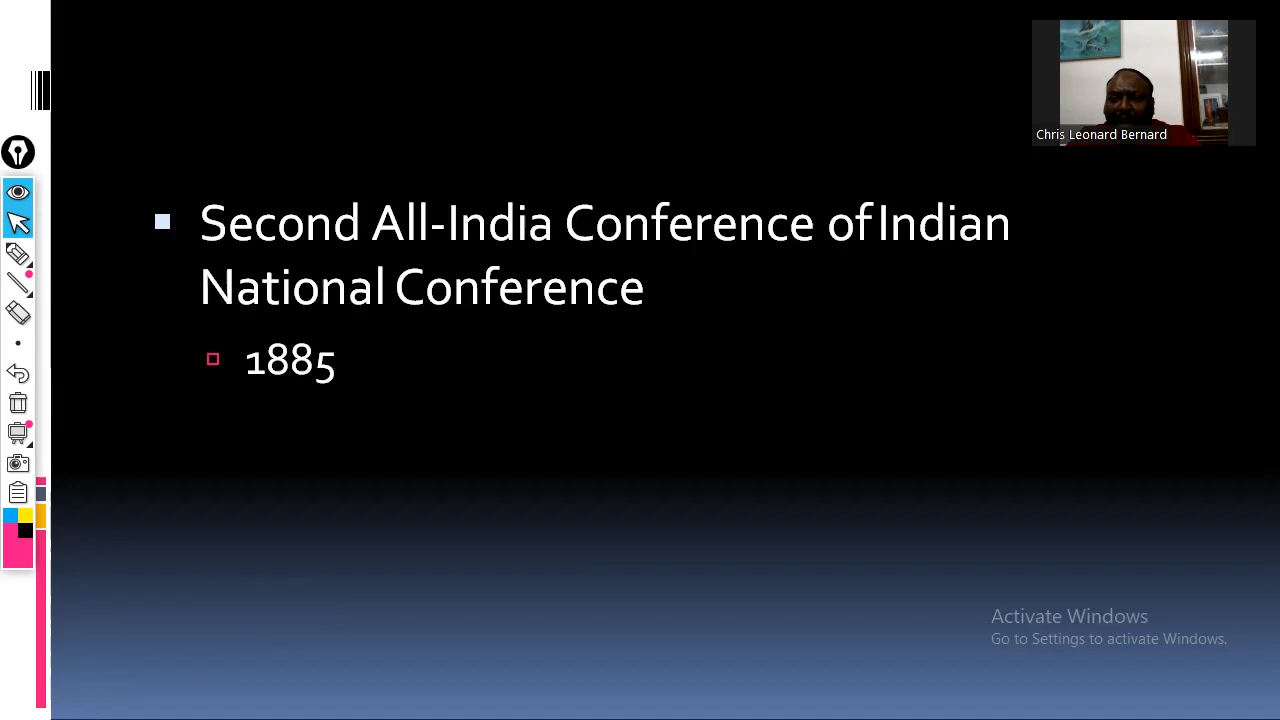 Chris Leonard Bernard
Second All-India Conference of Indian
National Conference
1885
Activate Windows
Go to Settings to activate Windows.